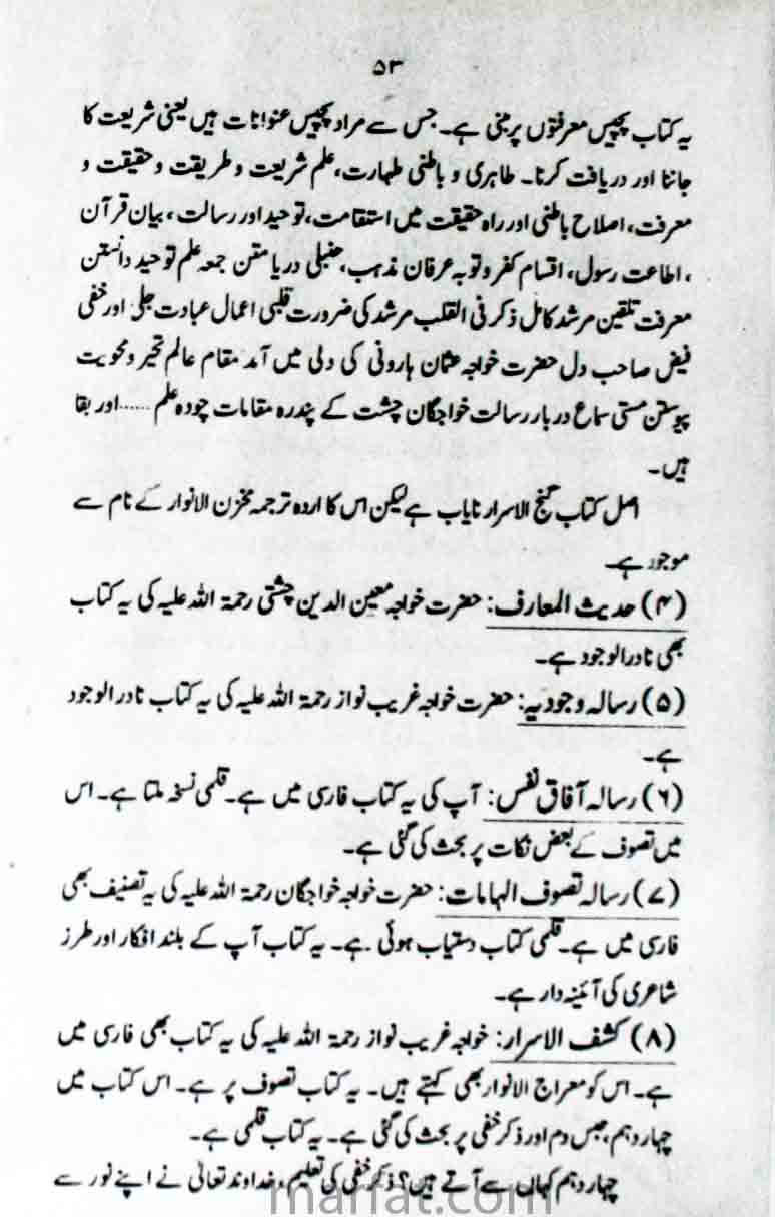 ۵۳
یہ کتاب پچیس معرفتوں پر مبنی ہے۔ جس سے مراد پچیس عنوانات ہیں یعنی شریعت کا
جاننا اور دریافت کرنا۔ ظاہری و باطنی طہارت، علم شریعت و طریقت و حقیقت و
معرفت، اصلاح باطنی اور راہ حقیقت میں استقامت، توحید اور رسالت، بیان قرآن
، اطاعت رسول، اقسام کفر و توبہ عرفان مذہب، حنبلی دریا متن جمعہ علم توحید دانستن
معرفت تلقین مرشد کامل ذکر فی القلب مرشد کی ضرورت قلبی اعمال عبادت جلی اور خفی
فیض صاحب دل حضرت خواجہ عثمان ہارونی کی دلی میں آمد مقام عالم تحیر و محویت
پیوستن مستی سماع دربار رسالت خواجگان چشت کے پندرہ مقامات چودہ علم ...... اور بقا
ہیں۔
اصل کتاب گنج الاسرار نایاب ہے لیکن اس کا اردو ترجمہ مخزن الانوار کے نام سے
موجود ہے۔
(۴) حدیث المعارف: حضرت خواجہ معین الدین چشتی رحمۃ اللہ علیہ کی یہ کتاب
بھی نادر الوجود ہے۔
(۵) رسالہ وجودیہ: حضرت خواجہ غریب نواز رحمۃ اللہ علیہ کی یہ کتاب نادر الوجود
ہے۔
(۶) رسالہ آفاق نفس: آپ کی یہ کتاب فارسی میں ہے۔ قلمی نسخہ ملتا ہے۔ اس
میں تصوف کے بعض نکات پر بحث کی گئی ہے۔
(۷) رسالہ تصوف الہامات: حضرت خواجہ خواجگان رحمۃ اللہ علیہ کی یہ تصنیف بھی
فارسی میں ہے۔ قلمی کتاب دستیاب ہوئی ہے۔ یہ کتاب آپ کے بلند افکار اور طرز
شاعری کی آئینہ دار ہے۔
(۸) کشف الاسرار: خواجہ غریب نواز رحمۃ اللہ علیہ کی یہ کتاب بھی فارسی میں
ہے۔ اس کو معراج الانوار بھی کہتے ہیں۔ یہ کتاب تصوف پر ہے۔ اس کتاب میں
چہار دہم، حبس دم اور ذکر خفی پر بحث کی گئی ہے۔ یہ کتاب قلمی ہے۔
چہار دہم کہاں سے آتے ہیں؟ ذکر خفی کی تعلیم، خداوند تعالیٰ نے اپنے نور سے
marfat.com